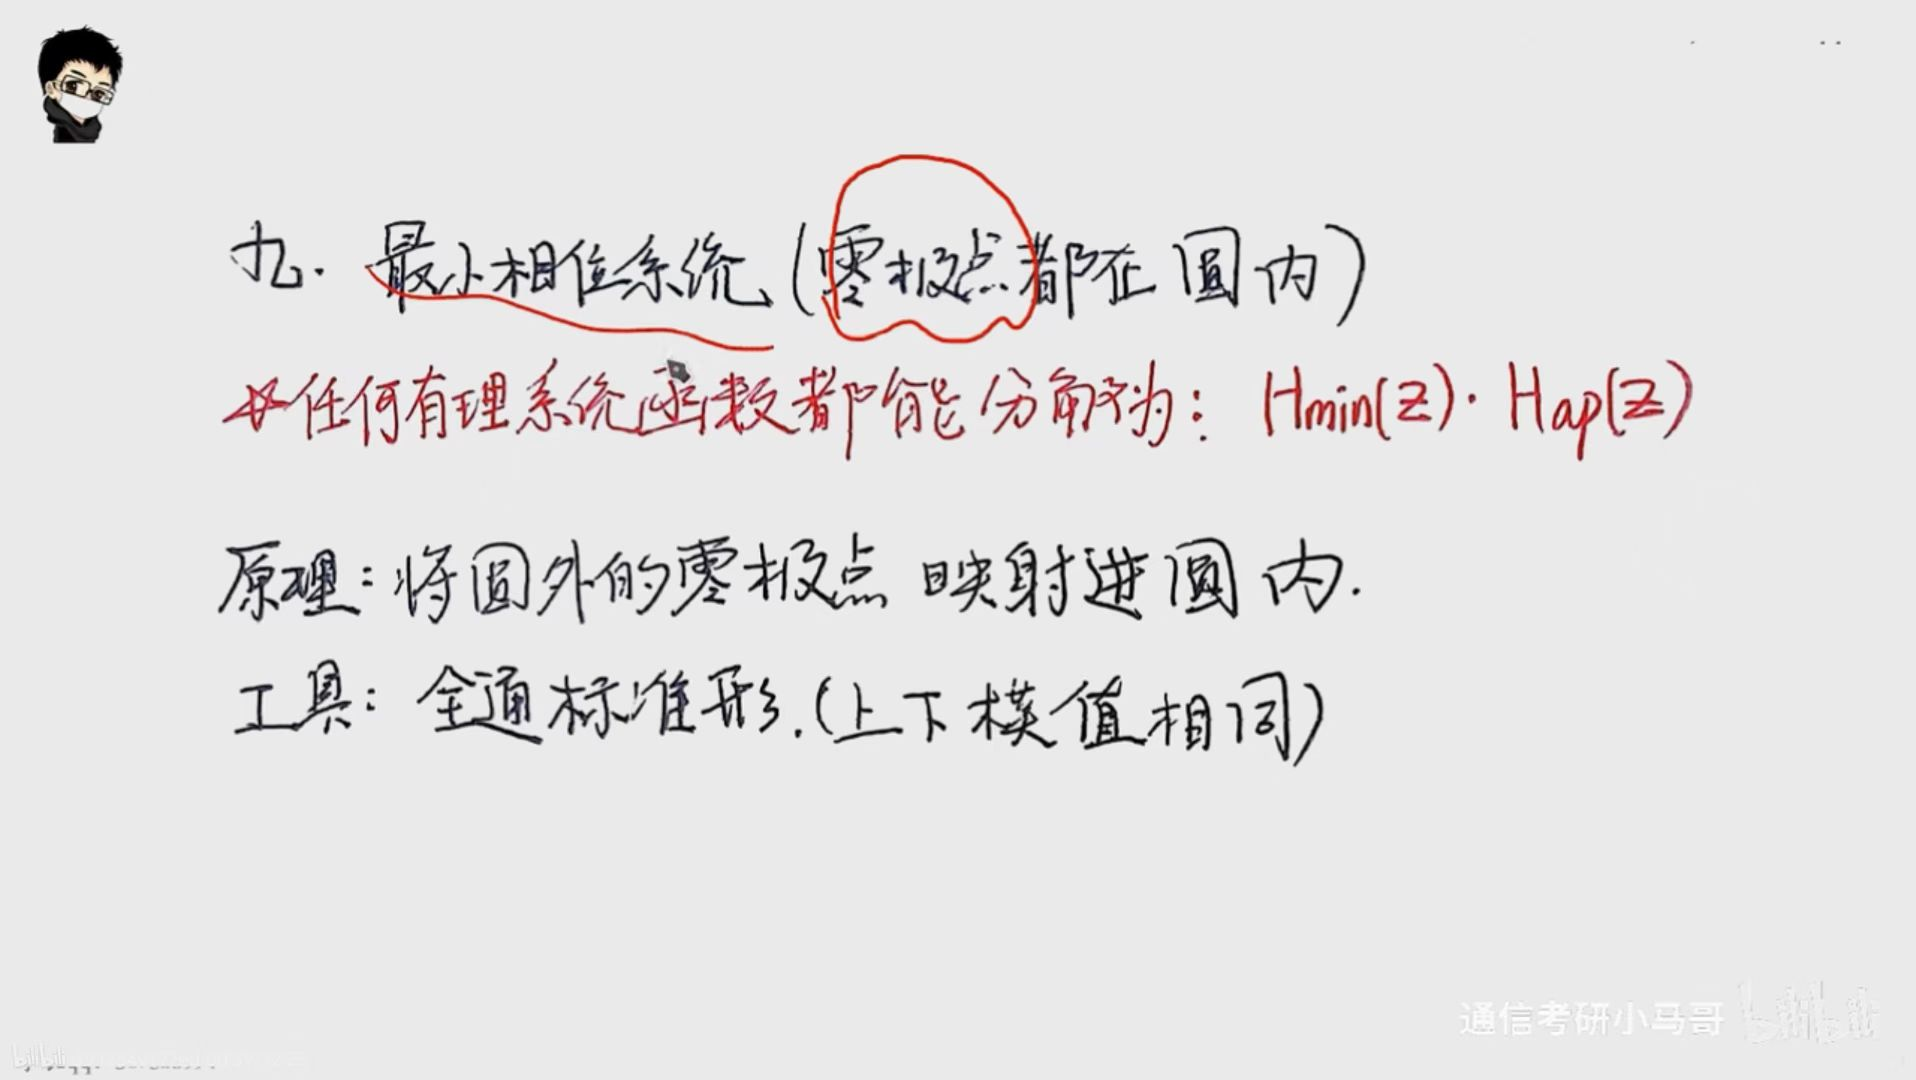 九. 最小相位系统(零极点都在圆内)
※任何有理系统函数都能分解为: Hmin(z)· Hap(z)
原理:将圆外的零极点映射进圆内.
工具:全通标准形.(上下模值相同)
通信考研小马哥 bilibili
bilibili